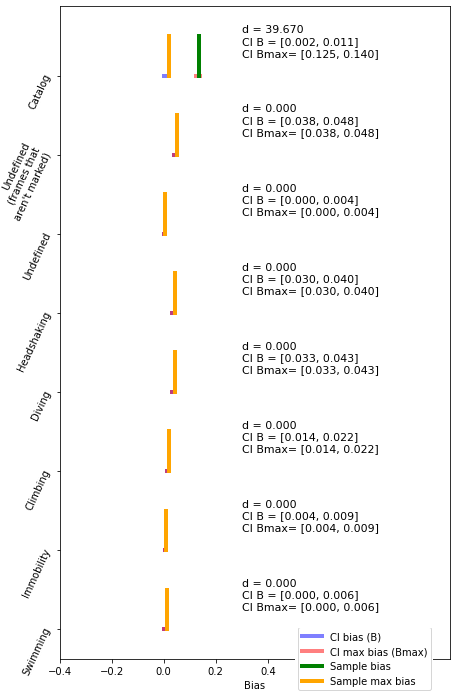 d = 39.670
CI B = [0.002, 0.011]
CI Bmax= [0.125, 0.140]
Catalog
d = 0.000
CI B = [0.038, 0.048]
CI Bmax= [0.038, 0.048]
Undefined
(frames that
aren't marked)
d = 0.000
CI B = [0.000, 0.004]
CI Bmax= [0.000, 0.004]
Undefined
d = 0.000
CI B = [0.030, 0.040]
CI Bmax= [0.030, 0.040]
Headshaking
d = 0.000
CI B = [0.033, 0.043]
CI Bmax= [0.033, 0.043]
Diving
d = 0.000
CI B = [0.014, 0.022]
CI Bmax= [0.014, 0.022]
Climbing
d = 0.000
CI B = [0.004, 0.009]
CI Bmax= [0.004, 0.009]
Immobility
d = 0.000
CI B = [0.000, 0.006]
CI Bmax= [0.000, 0.006]
Swimming
CI bias (B)
CI max bias (Bmax)
Sample bias
Sample max bias
−0.4 −0.2 0.0 0.2 0.4
Bias